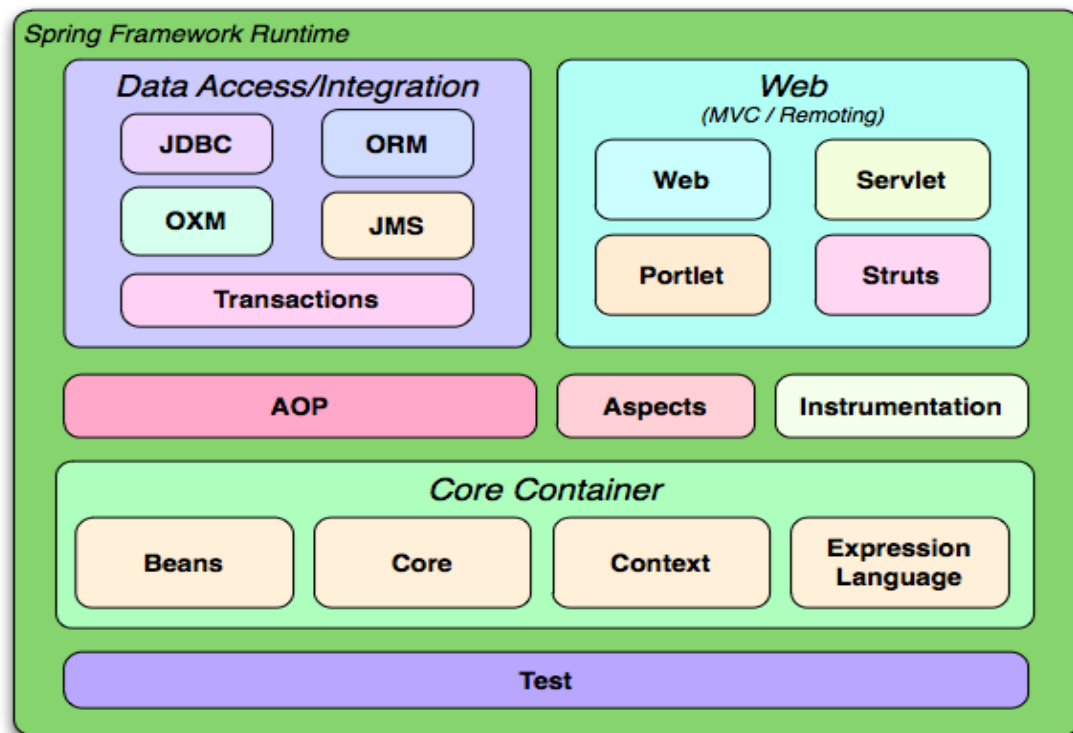 Spring Framework Runtime
Data Access/Integration
JDBC
ORM
OXM
JMS
Transactions
Web
(MVC / Remoting)
Web
Servlet
Portlet
Struts
AOP
Aspects
Instrumentation
Core Container
Beans
Core
Context
Expression
Language
Test